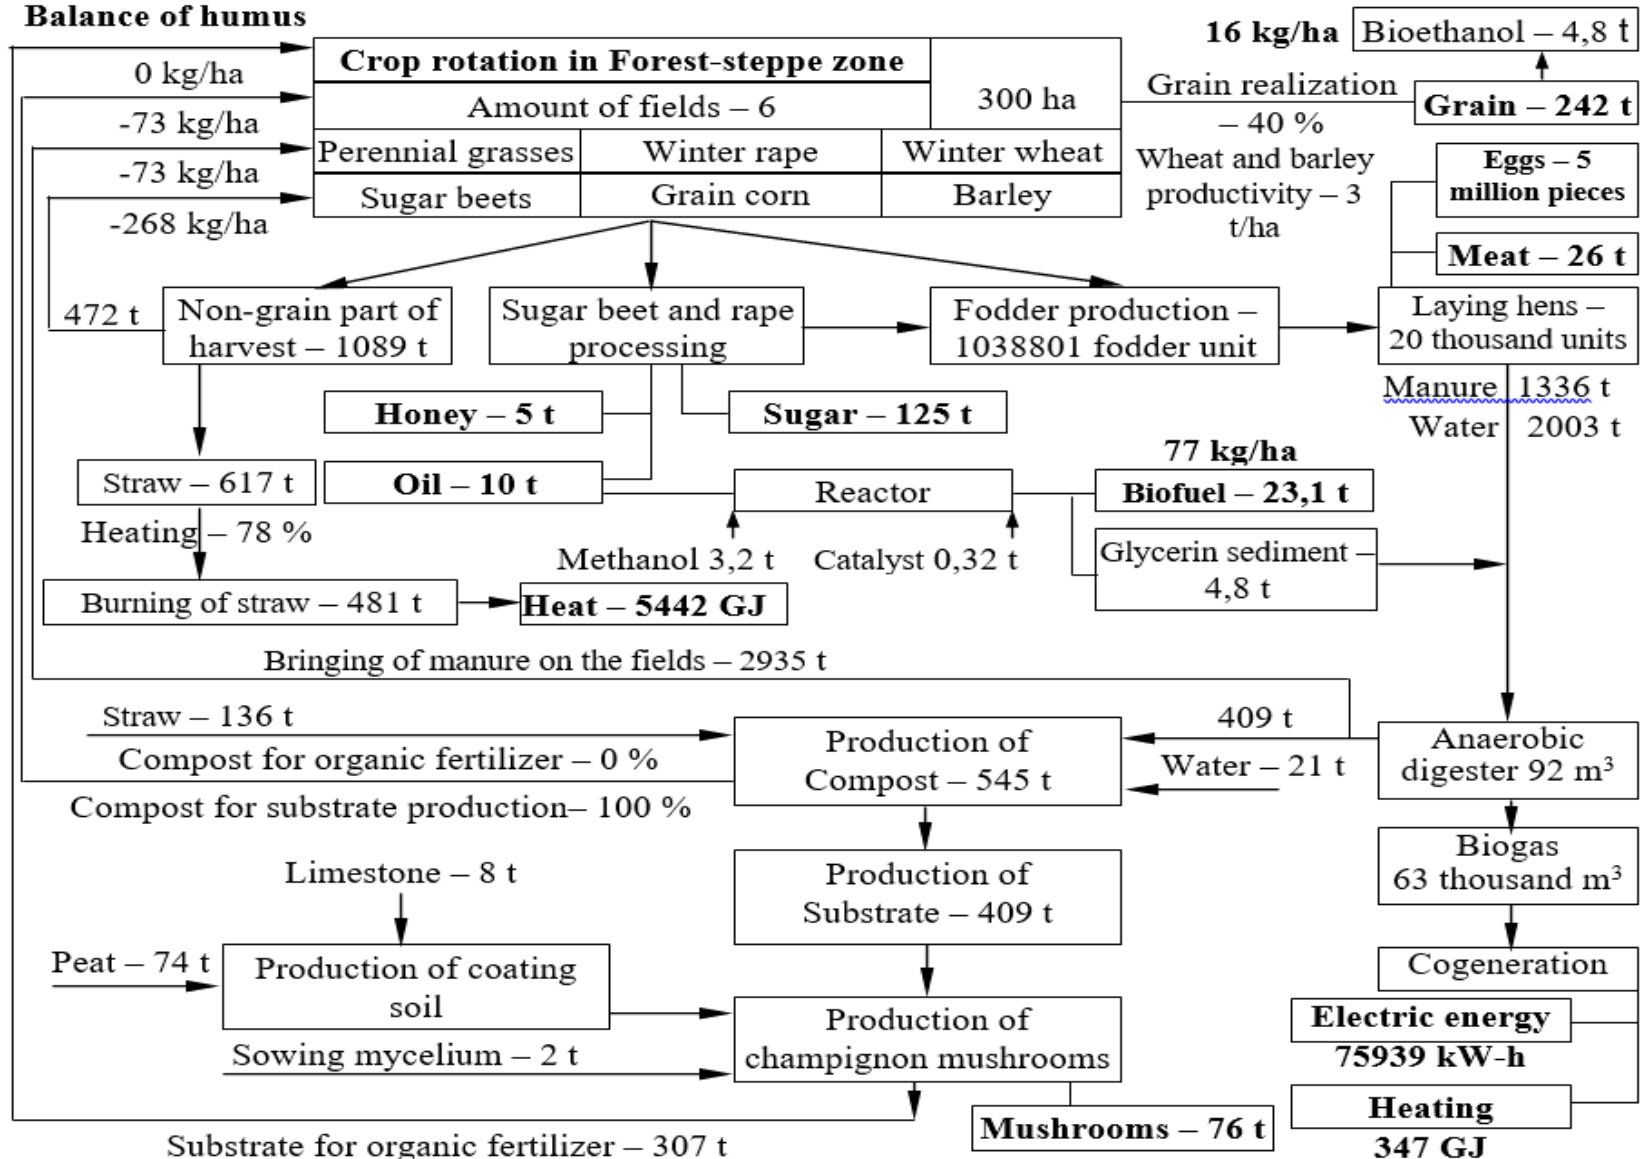 Balance of humus
16 kg/ha
Bioethanol – 4,8 t
Crop rotation in Forest-steppe zone
0 kg/ha
Amount of fields – 6
300 ha
Grain realization
– 40 %
Grain – 242 t
-73 kg/ha
Perennial grasses
Winter rape
Winter wheat
Wheat and barley
productivity – 3
t/ha
Eggs – 5
million pieces
-73 kg/ha
Sugar beets
Grain corn
Barley
-268 kg/ha
Meat – 26 t
472 t
Non-grain part of
harvest – 1089 t
Sugar beet and rape
processing
Fodder production –
1038801 fodder unit
Laying hens –
20 thousand units
Manure 1336 t
Water 2003 t
Honey – 5 t
Sugar – 125 t
77 kg/ha
Straw – 617 t
Oil – 10 t
Reactor
Biofuel – 23,1 t
Heating – 78 %
Methanol 3,2 t
Catalyst 0,32 t
Glycerin sediment –
4,8 t
Burning of straw – 481 t
Heat – 5442 GJ
Bringing of manure on the fields – 2935 t
Straw – 136 t
409 t
Production of
Compost – 545 t
Anaerobic
digester 92 m³
Compost for organic fertilizer – 0 %
Water – 21 t
Compost for substrate production– 100 %
Biogas
63 thousand m³
Limestone – 8 t
Production of
Substrate – 409 t
Peat – 74 t
Production of coating
soil
Cogeneration
Production of
champignon mushrooms
Electric energy
75939 kW-h
Sowing mycelium – 2 t
Heating
347 GJ
Mushrooms – 76 t
Substrate for organic fertilizer – 307 t